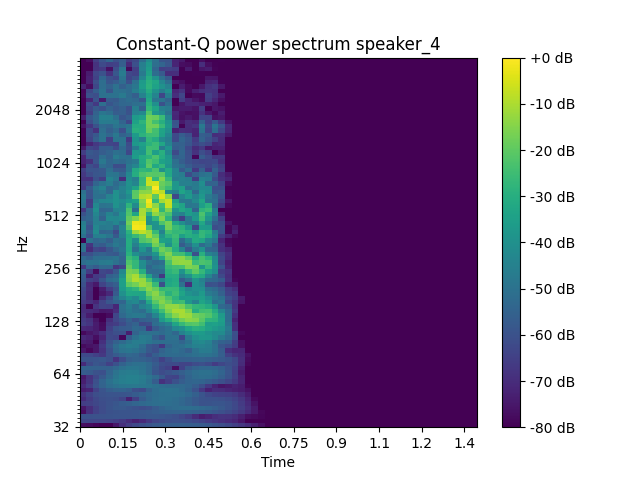 Constant-Q power spectrum speaker_4
Hz
2048
1024
512
256
128
64
32
0 0.15 0.3 0.45 0.6 0.75 0.9 1.1 1.2 1.4
Time
+0 dB
-10 dB
-20 dB
-30 dB
-40 dB
-50 dB
-60 dB
-70 dB
-80 dB